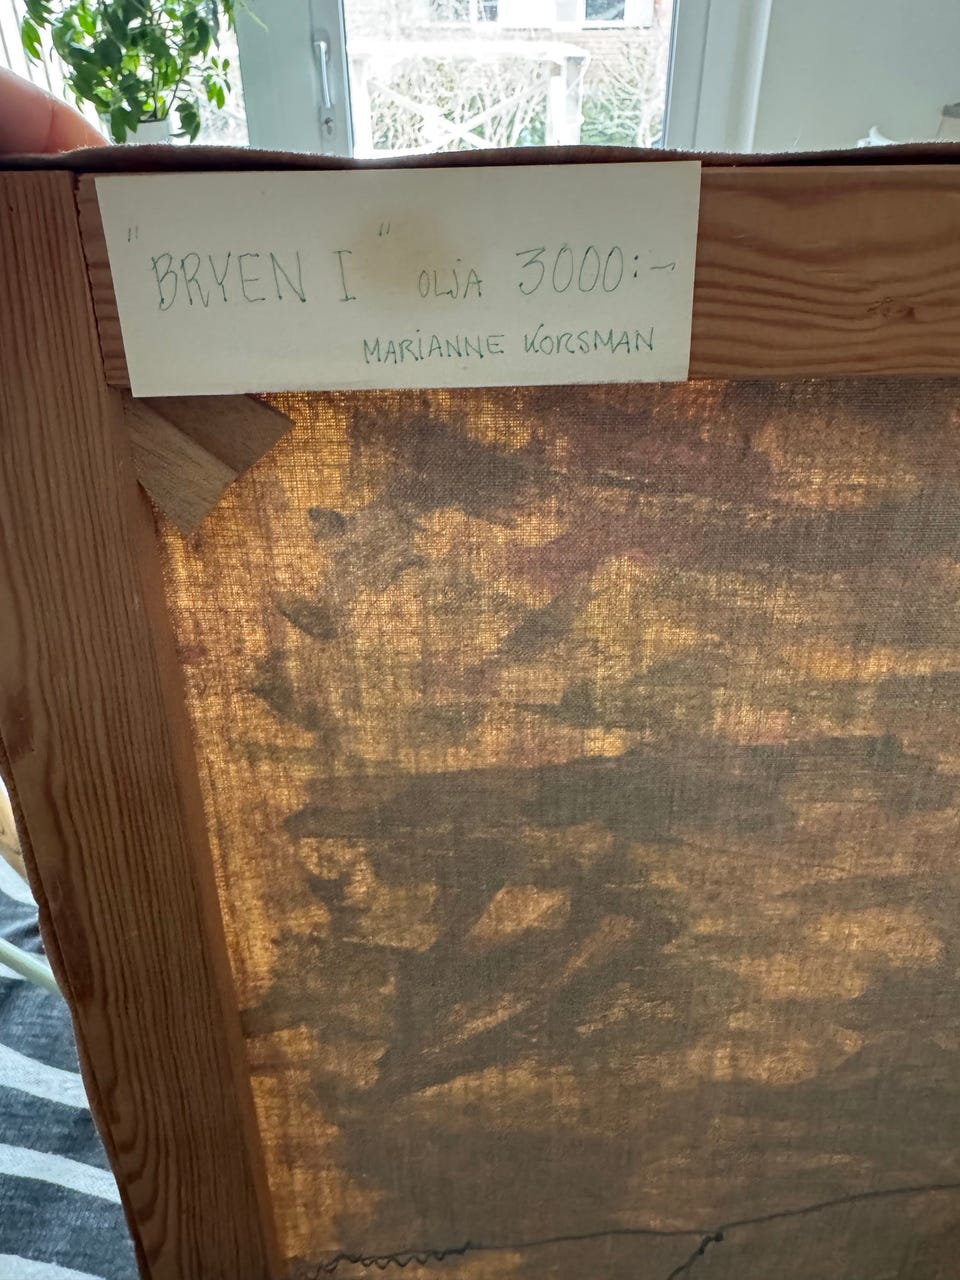 "BRYEN I" OLJA 3000:-
MARIANNE KORSMAN